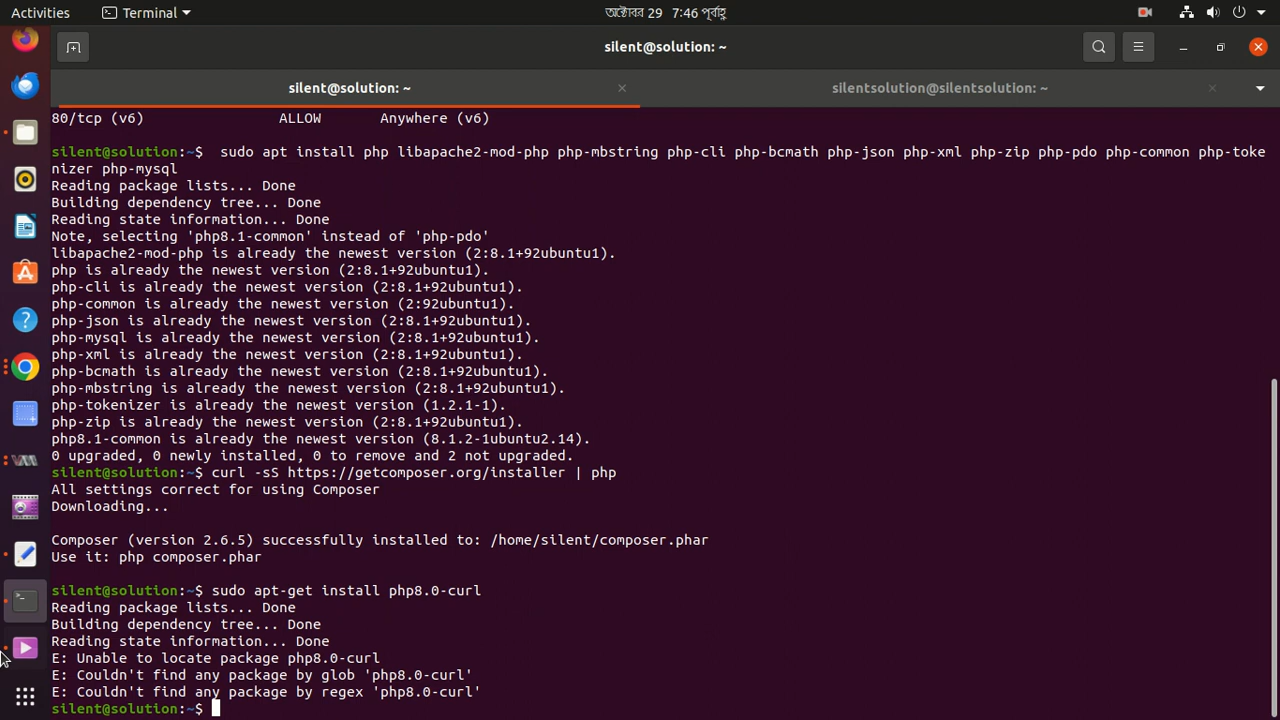 Activities
Terminal
অক্টোবর 29 7:46 পূর্বাহ্ণ
silent@solution: ~
silent@solution: ~
silentsolution@silentsolution: ~
80/tcp (v6) ALLOW Anywhere (v6)
silent@solution:~$ sudo apt install php libapache2-mod-php php-mbstring php-cli php-bcmath php-json php-xml php-zip php-pdo php-common php-toke
nizer php-mysql
Reading package lists... Done
Building dependency tree... Done
Reading state information... Done
Note, selecting 'php8.1-common' instead of 'php-pdo'
libapache2-mod-php is already the newest version (2:8.1+92ubuntu1).
php is already the newest version (2:8.1+92ubuntu1).
php-cli is already the newest version (2:8.1+92ubuntu1).
php-common is already the newest version (2:92ubuntu1).
php-json is already the newest version (2:8.1+92ubuntu1).
php-mysql is already the newest version (2:8.1+92ubuntu1).
php-xml is already the newest version (2:8.1+92ubuntu1).
php-bcmath is already the newest version (2:8.1+92ubuntu1).
php-mbstring is already the newest version (2:8.1+92ubuntu1).
php-tokenizer is already the newest version (1.2.1-1).
php-zip is already the newest version (2:8.1+92ubuntu1).
php8.1-common is already the newest version (8.1.2-1ubuntu2.14).
0 upgraded, 0 newly installed, 0 to remove and 2 not upgraded.
silent@solution:~$ curl -sS https://getcomposer.org/installer | php
All settings correct for using Composer
Downloading...
Composer (version 2.6.5) successfully installed to: /home/silent/composer.phar
Use it: php composer.phar
silent@solution:~$ sudo apt-get install php8.0-curl
Reading package lists... Done
Building dependency tree... Done
Reading state information... Done
E: Unable to locate package php8.0-curl
E: Couldn't find any package by glob 'php8.0-curl'
E: Couldn't find any package by regex 'php8.0-curl'
silent@solution:~$